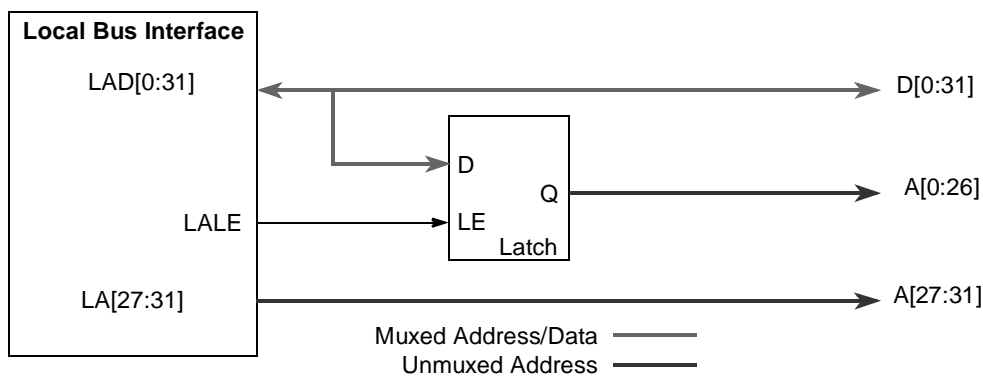 Local Bus Interface
LAD[0:31]
D[0:31]
D
Q
A[0:26]
LALE
LE
Latch
LA[27:31]
A[27:31]
Muxed Address/Data
Unmuxed Address